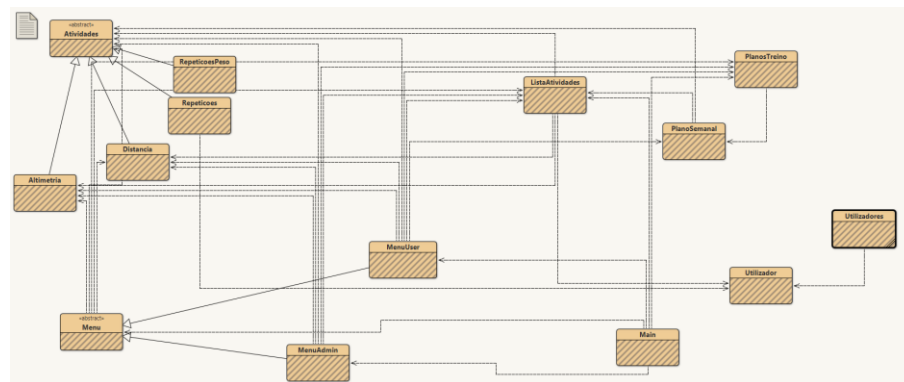 «abstract»
Atividades
RepeticoesPeso
PlanosTreino
ListaAtividades
Repeticoes
PlanoSemanal
Distancia
Altimetria
Utilizadores
MenuUser
Utilizador
«abstract»
Menu
Main
MenuAdmin